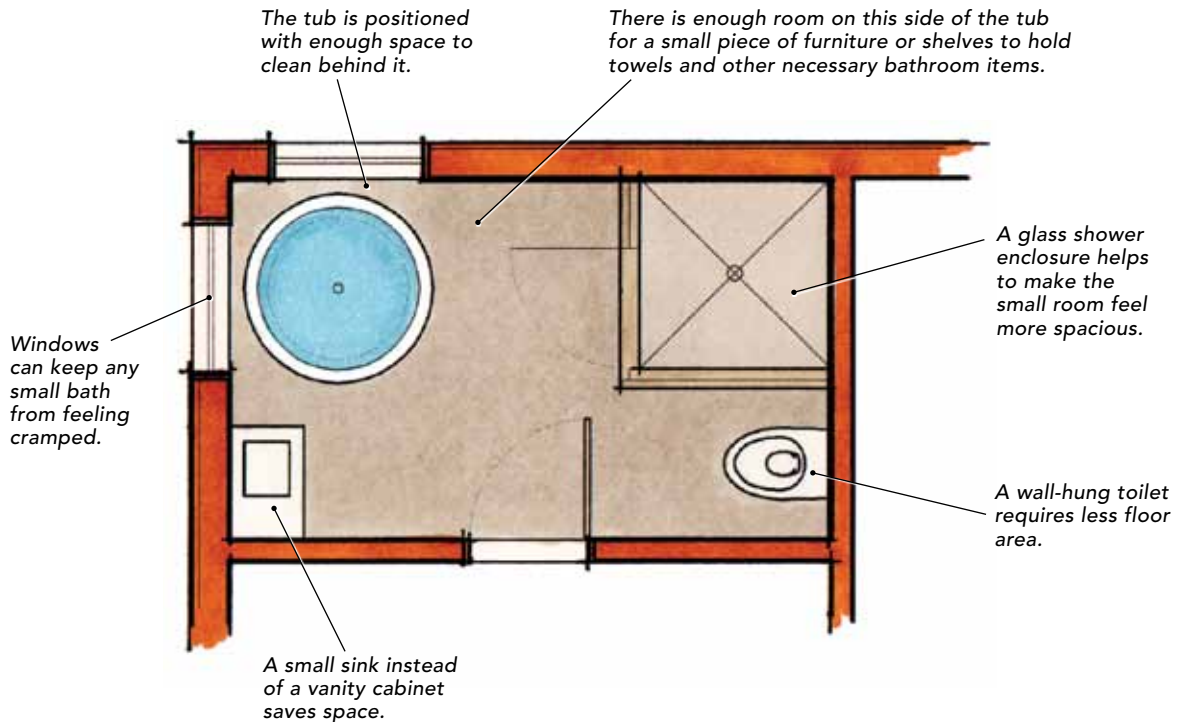 The tub is positioned
with enough space to
clean behind it.
There is enough room on this side of the tub
for a small piece of furniture or shelves to hold
towels and other necessary bathroom items.
A glass shower
enclosure helps
to make the
small room feel
more spacious.
Windows
can keep any
small bath
from feeling
cramped.
A wall-hung toilet
requires less floor
area.
A small sink instead
of a vanity cabinet
saves space.